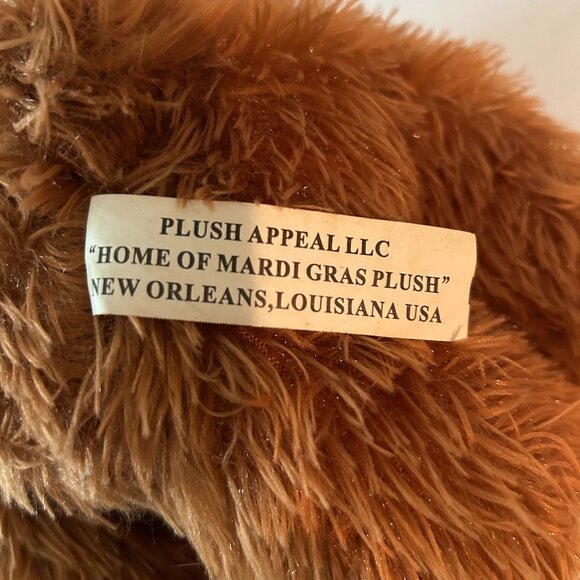 PLUSH APPEAL LLC
“HOME OF MARDI GRAS PLUSH”
NEW ORLEANS,LOUISIANA USA